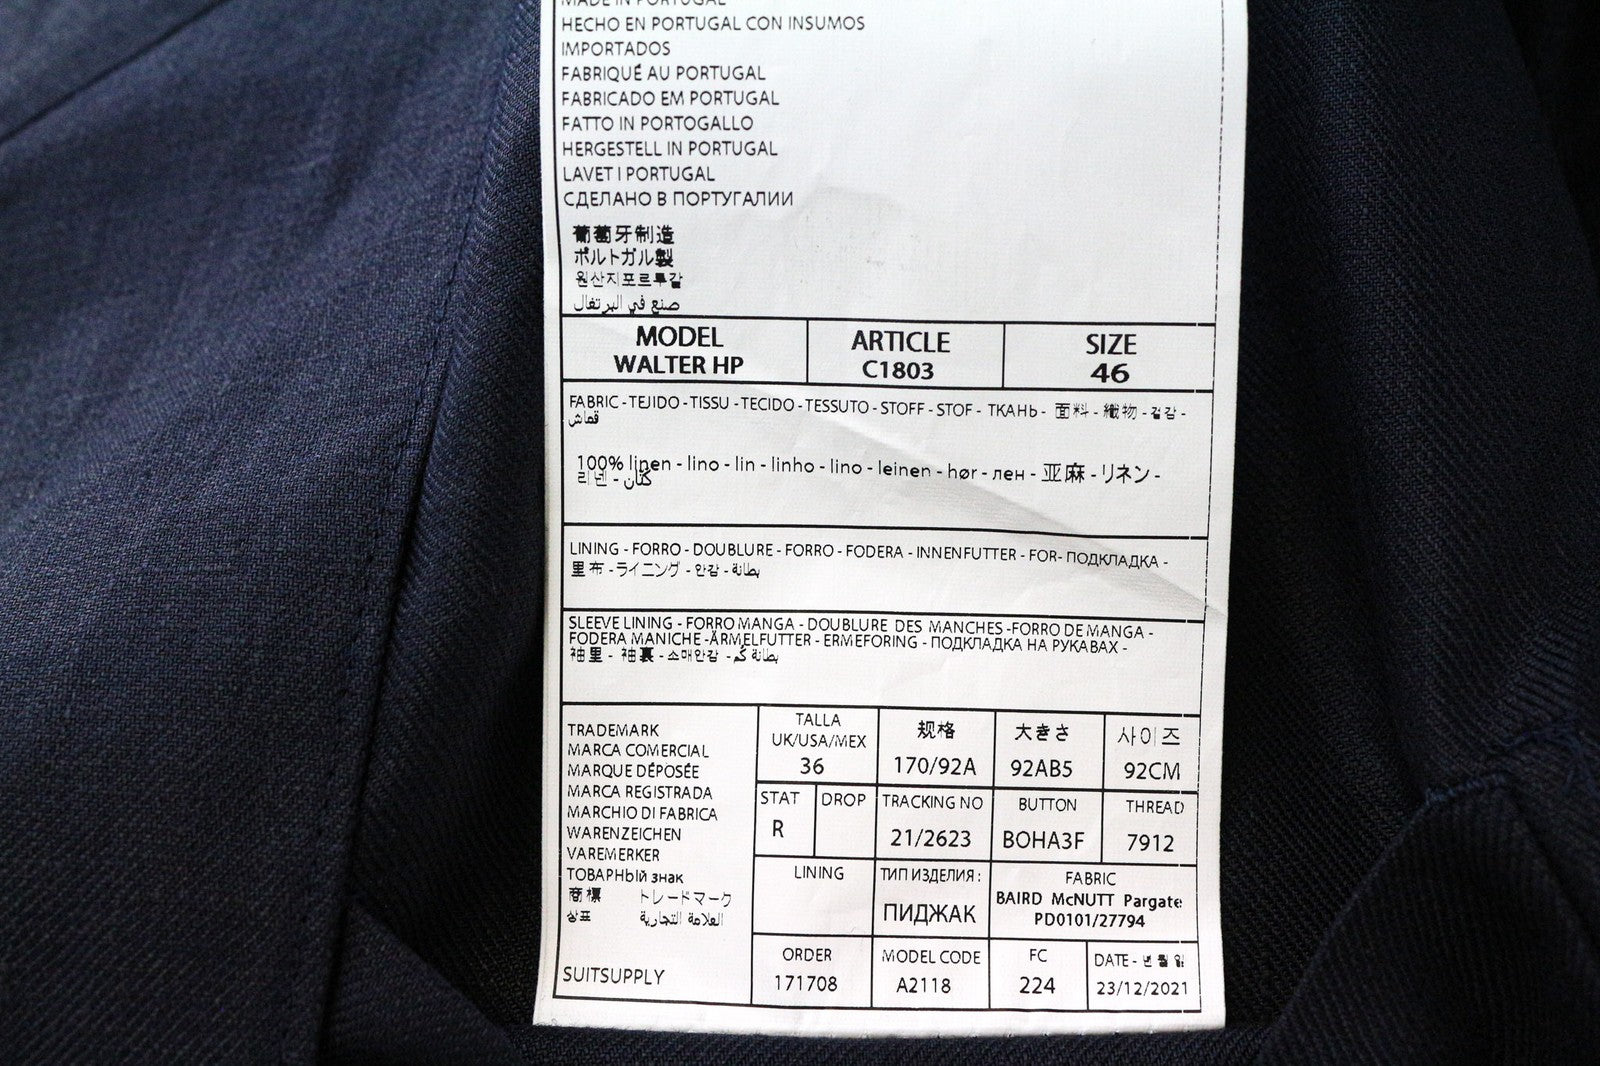 MADE IN PORTUGAL
HECHO EN PORTUGAL CON INSUMOS
IMPORTADOS
FABRIQUÉ AU PORTUGAL
FABRICADO EM PORTUGAL
FATTO IN PORTOGALLO
HERGESTELL IN PORTUGAL
LAVET I PORTUGAL
СДЕЛАНО В ПОРТУГАЛИИ
葡萄牙制造
ポルトガル製
원산지포르투갈
صنع في البرتغال
MODEL
WALTER HP
ARTICLE
C1803
SIZE
46
FABRIC - TEJIDO - TISSU - TECIDO - TESSUTO - STOFF - STOF - ТКАНЬ - 面料 - 織物 - 겉감 -
قماش
100% linen - lino - lin - linho - lino - leinen - hør - лен - 亚麻 - リネン -
리넨 - كتان
LINING - FORRO - DOUBLURE - FORRO - FODERA - INNENFUTTER - FOR - ПОДКЛАДКА -
里布 - ライニング - 안감 - بطانة
SLEEVE LINING - FORRO MANGA - DOUBLURE DES MANCHES - FORRO DE MANGA -
FODERA MANICHE - ÄRMELFUTTER - ERMEFORING - ПОДКЛАДКА НА РУКАВАХ -
袖里 - 袖裏 - 소매안감 - بطانة كم
TRADEMARK
MARCA COMERCIAL
MARQUE DÉPOSÉE
MARCA REGISTRADA
MARCHIO DI FABRICA
WARENZEICHEN
VAREMERKER
ТОВАРНЫЙ знак
商標 トレードマーク
상표 العلامة التجارية
SUITSUPPLY
TALLA
UK/USA/MEX
36
规格
170/92A
大きさ
92AB5
사이즈
92CM
STAT
R
DROP
TRACKING NO
21/2623
BUTTON
BOHA3F
THREAD
7912
LINING
ТИП ИЗДЕЛИЯ:
ПИДЖАК
FABRIC
BAIRD McNUTT Pargate
PD0101/27794
ORDER
171708
MODEL CODE
A2118
FC
224
DATE - 년 월 일
23/12/2021